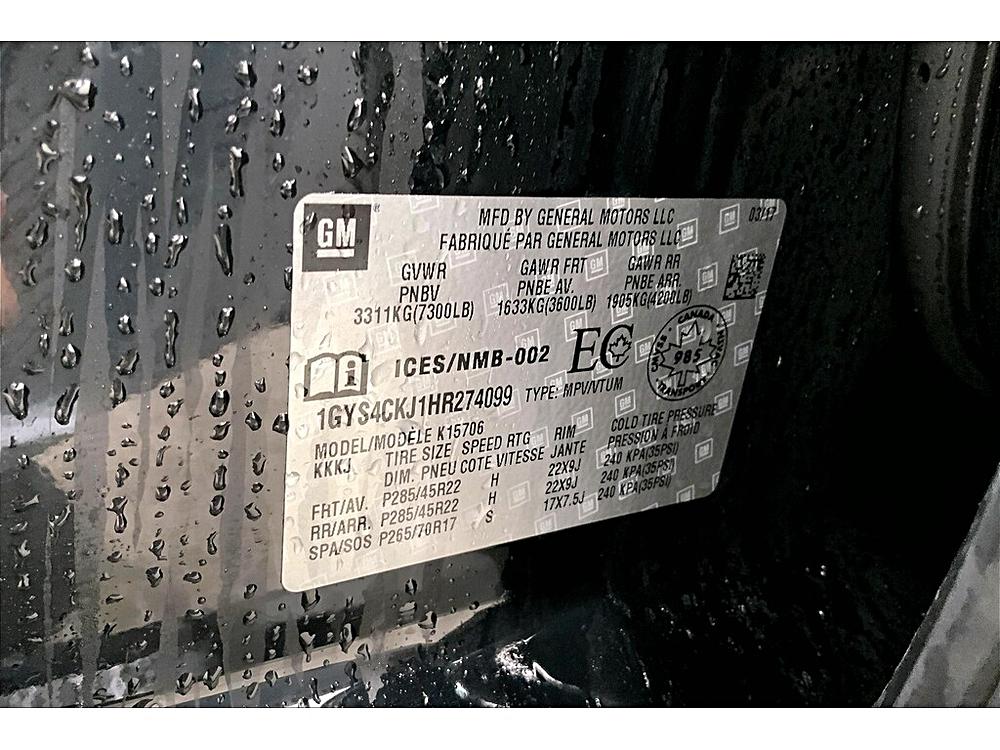 GM
MFD BY GENERAL MOTORS LLC 03/17
FABRIQUÉ PAR GENERAL MOTORS LLC
GVWR GAWR FRT GAWR RR
PNBV PNBE AV. PNBE ARR.
3311KG(7300LB) 1633KG(3600LB) 1905KG(4200LB)
ICES/NMB-002 EC
CANADA
985
TRANSPORT
1GYS4CKJ1HR274099 TYPE: MPV/VTUM
MODEL/MODÈLE K15706
KKKJ TIRE SIZE SPEED RTG RIM COLD TIRE PRESSURE
DIM. PNEU COTE VITESSE JANTE PRESSION À FROID
FRT/AV. P285/45R22 H 22X9J 240 KPA(35PSI)
RR/ARR. P285/45R22 H 22X9J 240 KPA(35PSI)
SPA/SOS P265/70R17 S 17X7.5J 240 KPA(35PSI)